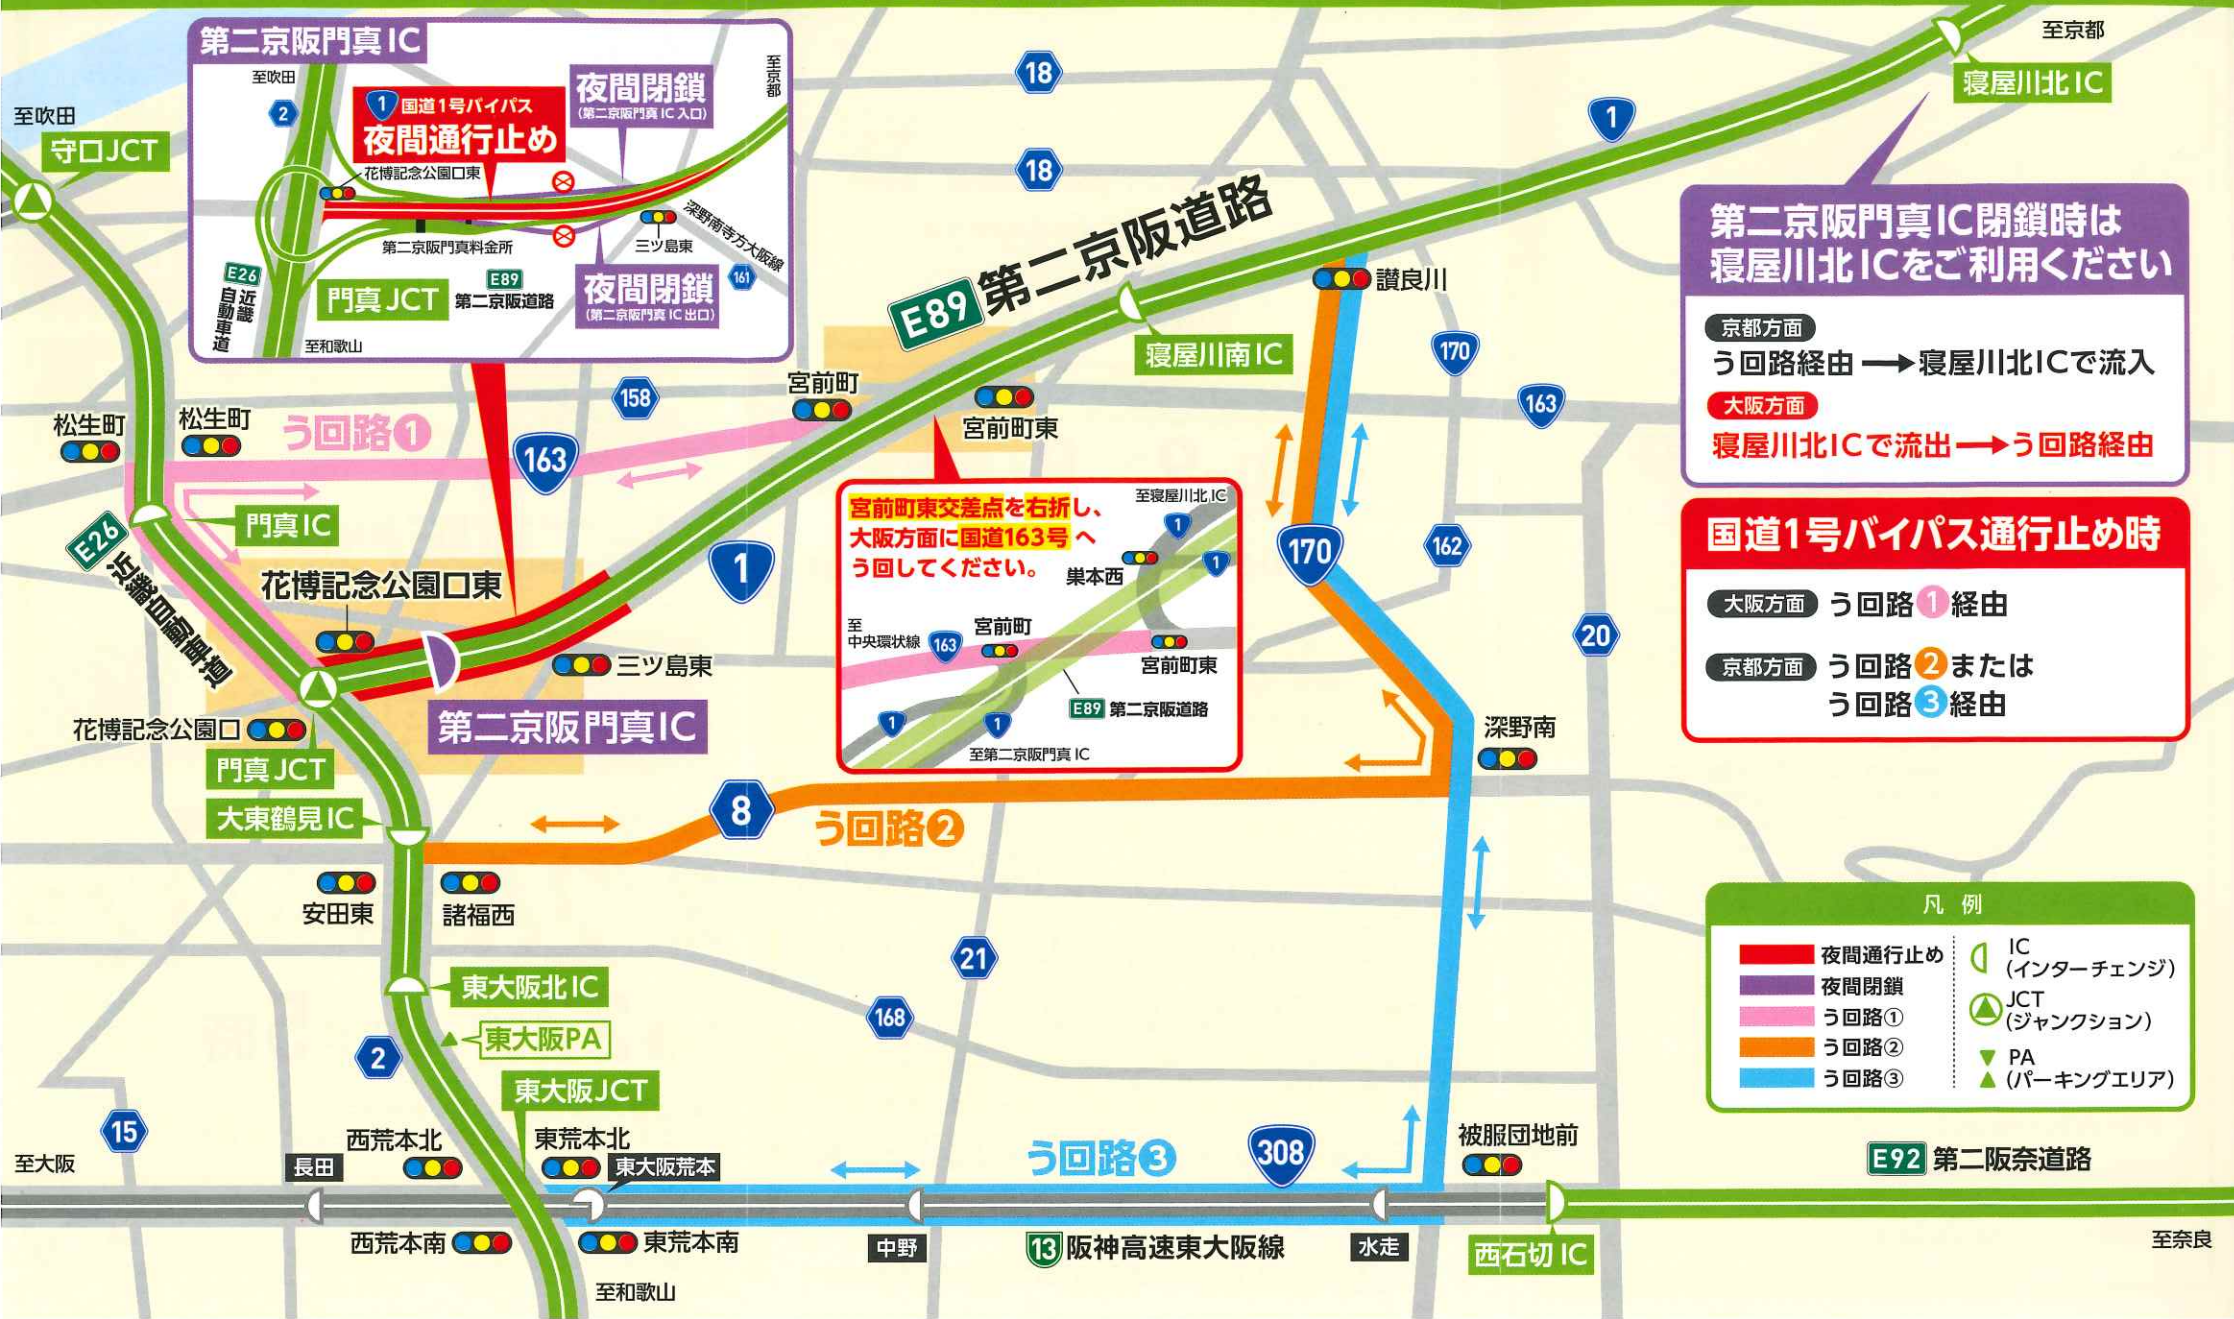 第二京阪門真IC
至吹田
2
1 国道1号バイパス
夜間通行止め
夜間閉鎖
(第二京阪門真IC入口)
至京都
花博記念公園口東
第二京阪門真料金所
三ツ島東
深野南寺方大阪線
161
E26
近畿自動車道
門真JCT
E89
第二京阪道路
夜間閉鎖
(第二京阪門真IC出口)
至和歌山
至吹田
守口JCT
18
18
1
至京都
寝屋川北IC
E89 第二京阪道路
讃良川
寝屋川南IC
170
163
第二京阪門真IC閉鎖時は
寝屋川北ICをご利用ください
京都方面
う回路経由→寝屋川北ICで流入
大阪方面
寝屋川北ICで流出→う回路経由
国道1号バイパス通行止め時
大阪方面 う回路①経由
京都方面 う回路②または
う回路③経由
松生町
松生町
う回路①
158
163
宮前町
宮前町東
門真IC
E26 近畿自動車道
花博記念公園口東
1
宮前町東交差点を右折し、
大阪方面に国道163号へ
う回してください。
至寝屋川北IC
1
1
巣本西
至
中央環状線
163
宮前町
宮前町東
E89 第二京阪道路
1
1
至第二京阪門真IC
170
162
20
三ツ島東
第二京阪門真IC
花博記念公園口
門真JCT
大東鶴見IC
深野南
8
う回路②
安田東
諸福西
東大阪北IC
東大阪PA
2
東大阪JCT
21
168
凡例
夜間通行止め
夜間閉鎖
う回路①
う回路②
う回路③
IC
(インターチェンジ)
JCT
(ジャンクション)
PA
(パーキングエリア)
15
至大阪
長田
西荒本北
東荒本北
東大阪荒本
う回路③
308
被服団地前
E92 第二阪奈道路
西荒本南
東荒本南
中野
13 阪神高速東大阪線
水走
西石切IC
至奈良
至和歌山